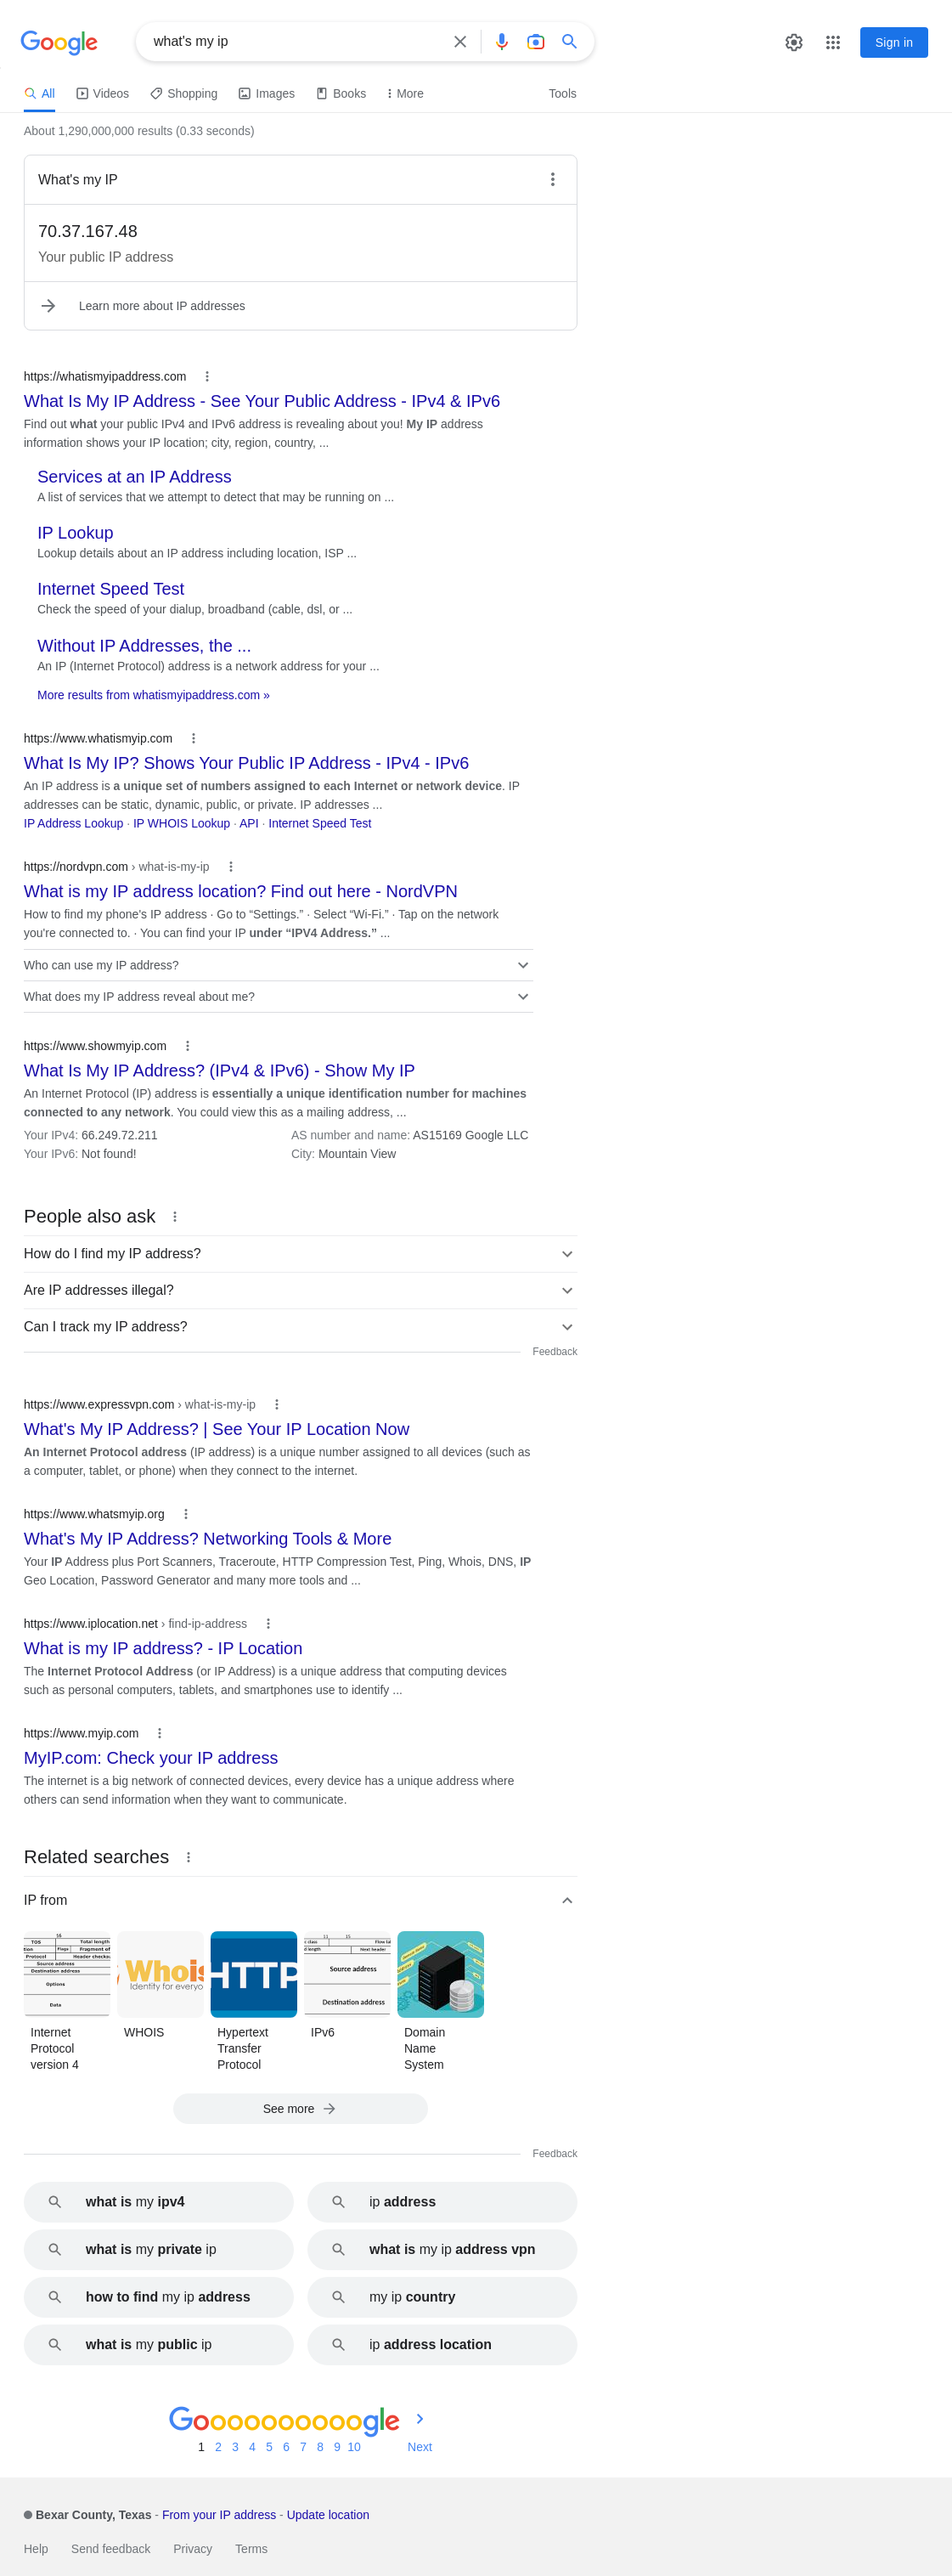 Google
what's my ip
Sign in
All
Videos
Shopping
Images
Books
More
Tools
About 1,290,000,000 results (0.33 seconds)
What's my IP
70.37.167.48
Your public IP address
Learn more about IP addresses
https://whatismyipaddress.com
What Is My IP Address - See Your Public Address - IPv4 & IPv6
Find out what your public IPv4 and IPv6 address is revealing about you! My IP address
information shows your IP location; city, region, country, ...
Services at an IP Address
A list of services that we attempt to detect that may be running on ...
IP Lookup
Lookup details about an IP address including location, ISP ...
Internet Speed Test
Check the speed of your dialup, broadband (cable, dsl, or ...
Without IP Addresses, the ...
An IP (Internet Protocol) address is a network address for your ...
More results from whatismyipaddress.com »
https://www.whatismyip.com
What Is My IP? Shows Your Public IP Address - IPv4 - IPv6
An IP address is a unique set of numbers assigned to each Internet or network device. IP
addresses can be static, dynamic, public, or private. IP addresses ...
IP Address Lookup · IP WHOIS Lookup · API · Internet Speed Test
https://nordvpn.com › what-is-my-ip
What is my IP address location? Find out here - NordVPN
How to find my phone's IP address · Go to “Settings.” · Select “Wi-Fi.” · Tap on the network
you're connected to. · You can find your IP under “IPV4 Address.” ...
Who can use my IP address?
What does my IP address reveal about me?
https://www.showmyip.com
What Is My IP Address? (IPv4 & IPv6) - Show My IP
An Internet Protocol (IP) address is essentially a unique identification number for machines
connected to any network. You could view this as a mailing address, ...
Your IPv4: 66.249.72.211
AS number and name: AS15169 Google LLC
Your IPv6: Not found!
City: Mountain View
People also ask
How do I find my IP address?
Are IP addresses illegal?
Can I track my IP address?
Feedback
https://www.expressvpn.com › what-is-my-ip
What's My IP Address? | See Your IP Location Now
An Internet Protocol address (IP address) is a unique number assigned to all devices (such as
a computer, tablet, or phone) when they connect to the internet.
https://www.whatsmyip.org
What's My IP Address? Networking Tools & More
Your IP Address plus Port Scanners, Traceroute, HTTP Compression Test, Ping, Whois, DNS, IP
Geo Location, Password Generator and many more tools and ...
https://www.iplocation.net › find-ip-address
What is my IP address? - IP Location
The Internet Protocol Address (or IP Address) is a unique address that computing devices
such as personal computers, tablets, and smartphones use to identify ...
https://www.myip.com
MyIP.com: Check your IP address
The internet is a big network of connected devices, every device has a unique address where
others can send information when they want to communicate.
Related searches
IP from
16
TOS Total length
Flags Fragment of
Protocol Header checksu
Source address
Destination address
Options
Data
Whois
Identity for everyo
HTTP
Source address
Next header
Destination address
Internet
Protocol
version 4
WHOIS
Hypertext
Transfer
Protocol
IPv6
Domain
Name
System
See more
Feedback
what is my ipv4
ip address
what is my private ip
what is my ip address vpn
how to find my ip address
my ip country
what is my public ip
ip address location
Goooooooooogle
1 2 3 4 5 6 7 8 9 10 Next
Bexar County, Texas - From your IP address - Update location
Help
Send feedback
Privacy
Terms